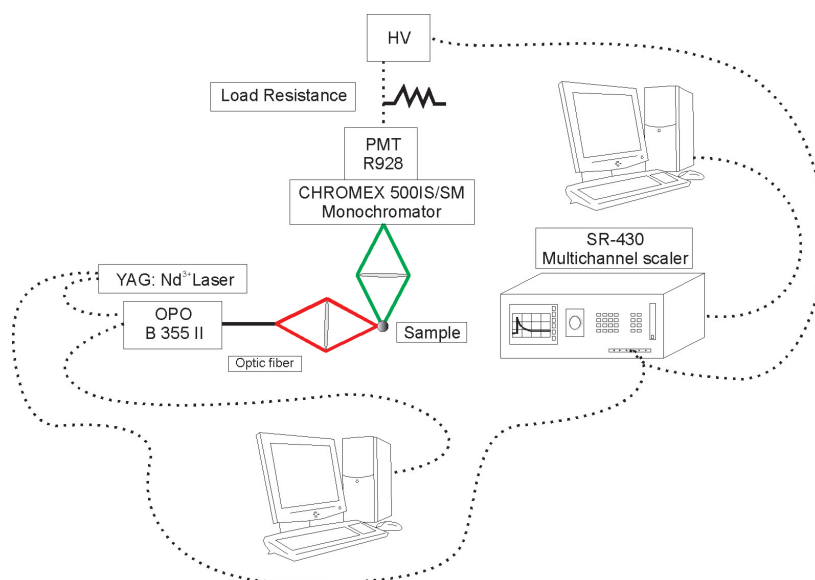 HV
Load Resistance
PMT
R928
CHROMEX 500IS/SM
Monochromator
SR-430
Multichannel scaler
YAG: Nd³⁺ Laser
OPO
B 355 II
Sample
Optic fiber